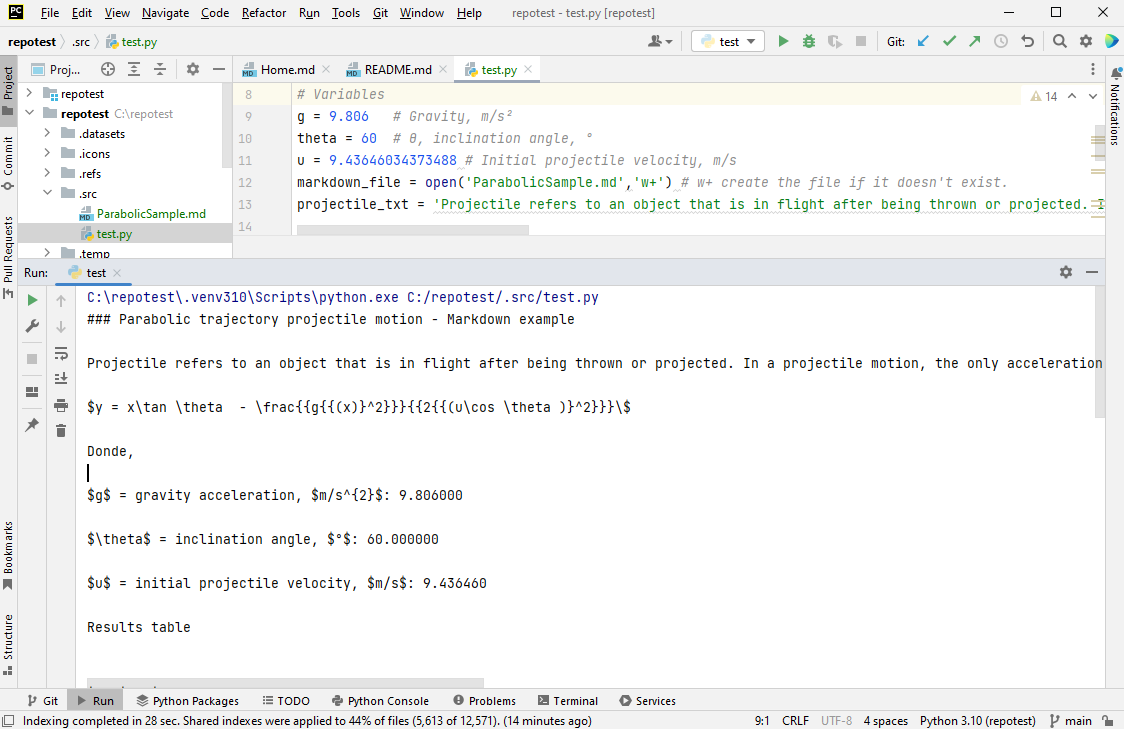 PC File Edit View Navigate Code Refactor Run Tools Git Window Help repotest - test.py [repotest]
repotest .src test.py test Git:
Project
Commit
Pull Requests
Bookmarks
Structure
Notifications
Proj...
repotest
repotest C:\repotest
.datasets
.icons
.refs
.src
MD ParabolicSample.md
test.py
.temp
MD Home.md MD README.md test.py
14
8 # Variables
9 g = 9.806 # Gravity, m/s²
10 theta = 60 # θ, inclination angle, °
11 u = 9.43646034373488 # Initial projectile velocity, m/s
12 markdown_file = open('ParabolicSample.md','w+') # w+ create the file if it doesn't exist.
13 projectile_txt = 'Projectile refers to an object that is in flight after being thrown or projected. I
14
Run: test
C:\repotest\.venv310\Scripts\python.exe C:/repotest/.src/test.py
### Parabolic trajectory projectile motion - Markdown example
Projectile refers to an object that is in flight after being thrown or projected. In a projectile motion, the only acceleration
$y = x\tan \theta  - \frac{{g{{(x)}^2}}}{{2{{(u\cos \theta )}^2}}}\$
Donde,
$g$ = gravity acceleration, $m/s^{2}$: 9.806000
$\theta$ = inclination angle, $°$: 60.000000
$u$ = initial projectile velocity, $m/s$: 9.436460
Results table
Git Run Python Packages TODO Python Console Problems Terminal Services
Indexing completed in 28 sec. Shared indexes were applied to 44% of files (5,613 of 12,571). (14 minutes ago) 9:1 CRLF UTF-8 4 spaces Python 3.10 (repotest) main